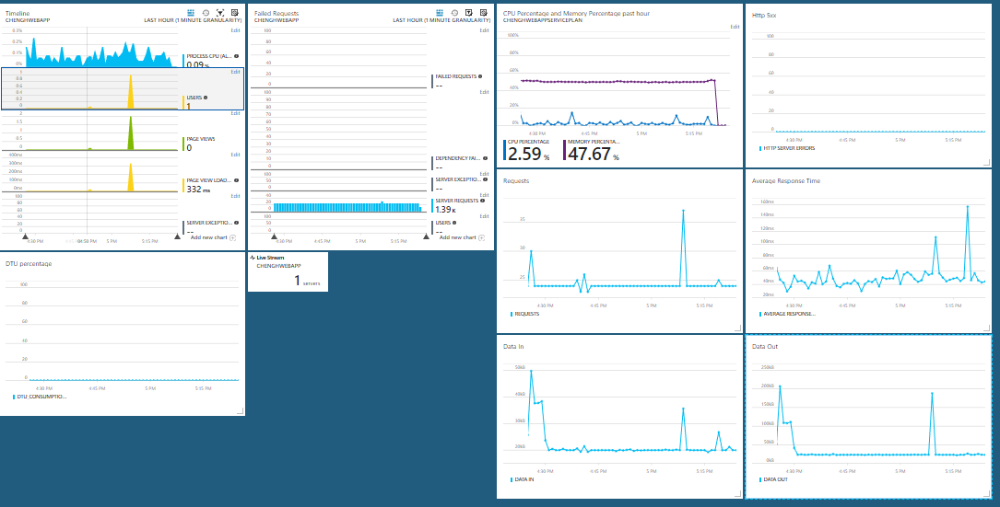 Timeline
CHENGHWEBAPP
LAST HOUR (1 MINUTE GRANULARITY)
Edit
0.3%
0.2%
0.1%
0%
PROCESS CPU (AL...
0.09 %
Edit
1
0.8
0.6
0.4
0.2
0
USERS
1
Edit
2
1.5
1
0.5
0
PAGE VIEWS
0
Edit
400ms
300ms
200ms
100ms
0ms
PAGE VIEW LOAD...
332 ms
Edit
100
80
60
40
20
0
SERVER EXCEPTIO...
--
4:30 PM
5 PM
5:15 PM
Add new chart
Failed Requests
CHENGHWEBAPP
LAST HOUR (1 MINUTE GRANULARITY)
Edit
100
80
60
40
20
0
FAILED REQUESTS
--
Edit
100
80
60
40
20
0
DEPENDENCY FAI...
--
Edit
100
50
0
SERVER EXCEPTIO...
--
Edit
40
20
0
SERVER REQUESTS
1.39 K
Edit
100
50
0
USERS
--
4:30 PM
4:45 PM
5 PM
5:15 PM
Add new chart
CPU Percentage and Memory Percentage past hour
CHENGHWEBAPPSERVICEPLAN
Edit
100%
80%
60%
40%
20%
0%
4:30 PM
4:45 PM
5 PM
5:15 PM
CPU PERCENTAGE
2.59 %
MEMORY PERCENTA...
47.67 %
Http 5xx
100
80
60
40
20
0
4:30 PM
4:45 PM
5 PM
5:15 PM
HTTP SERVER ERRORS
Requests
35
30
25
4:30 PM
4:45 PM
5 PM
5:15 PM
REQUESTS
Average Response Time
160ms
140ms
120ms
100ms
80ms
60ms
40ms
20ms
4:30 PM
4:45 PM
5 PM
5:15 PM
AVERAGE RESPONSE...
DTU percentage
100
80
60
40
20
0
4:30 PM
4:45 PM
5 PM
5:15 PM
DTU CONSUMPTIO...
Live Stream
CHENGHWEBAPP
1 servers
Data In
50kB
40kB
30kB
20kB
4:30 PM
4:45 PM
5 PM
5:15 PM
DATA IN
Data Out
250kB
200kB
150kB
100kB
50kB
0kB
4:30 PM
4:45 PM
5 PM
5:15 PM
DATA OUT